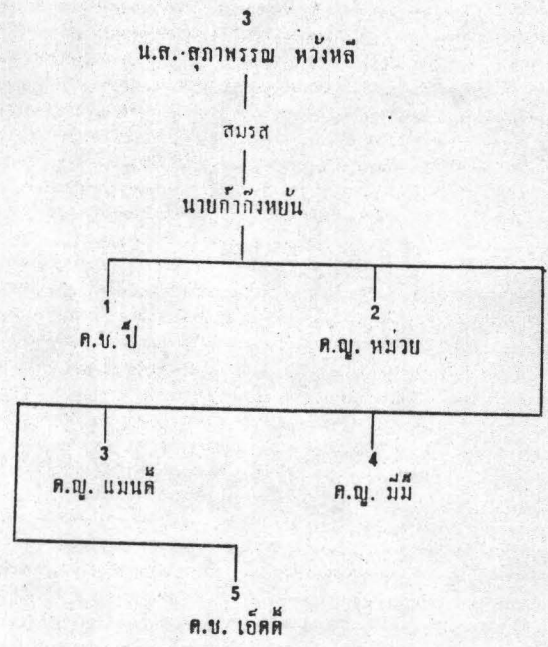 3
น.ส. สุภาพรรณ หวั่งหลี
สมรส
นายก้ากิ่งหยัน
1 2
ด.ช. ป๊ ด.ญ. หมวย
3 4
ด.ญ. แมนดี้ ด.ญ. มีมี่
5
ด.ช. เอ็ดดี้